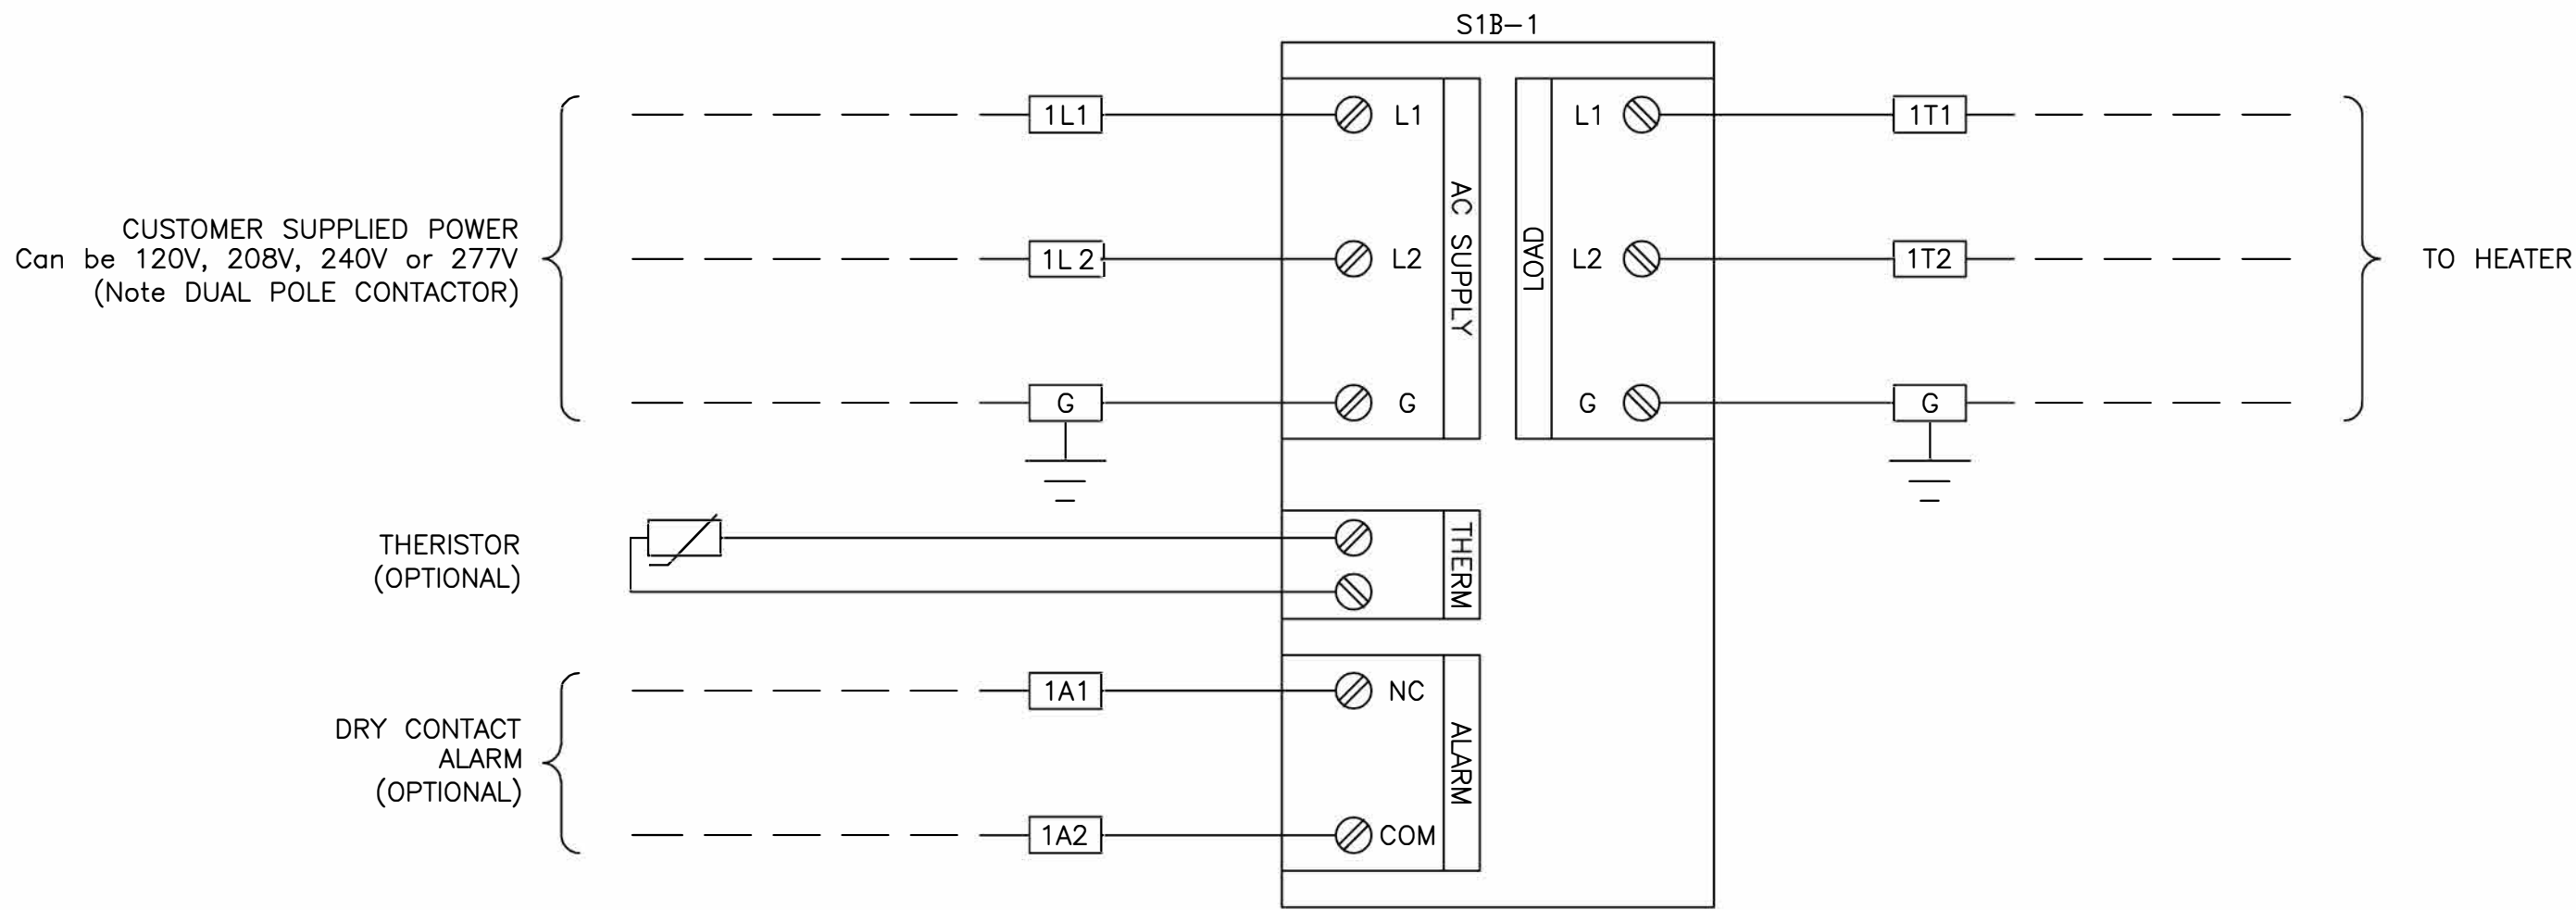 S1B-1
1L1
L1
L1
1T1
CUSTOMER SUPPLIED POWER
Can be 120V, 208V, 240V or 277V
(Note DUAL POLE CONTACTOR)
1L2
L2
AC SUPPLY
LOAD
L2
1T2
TO HEATER
G
G
G
G
THERISTOR
(OPTIONAL)
THERM
DRY CONTACT
ALARM
(OPTIONAL)
1A1
NC
ALARM
1A2
COM